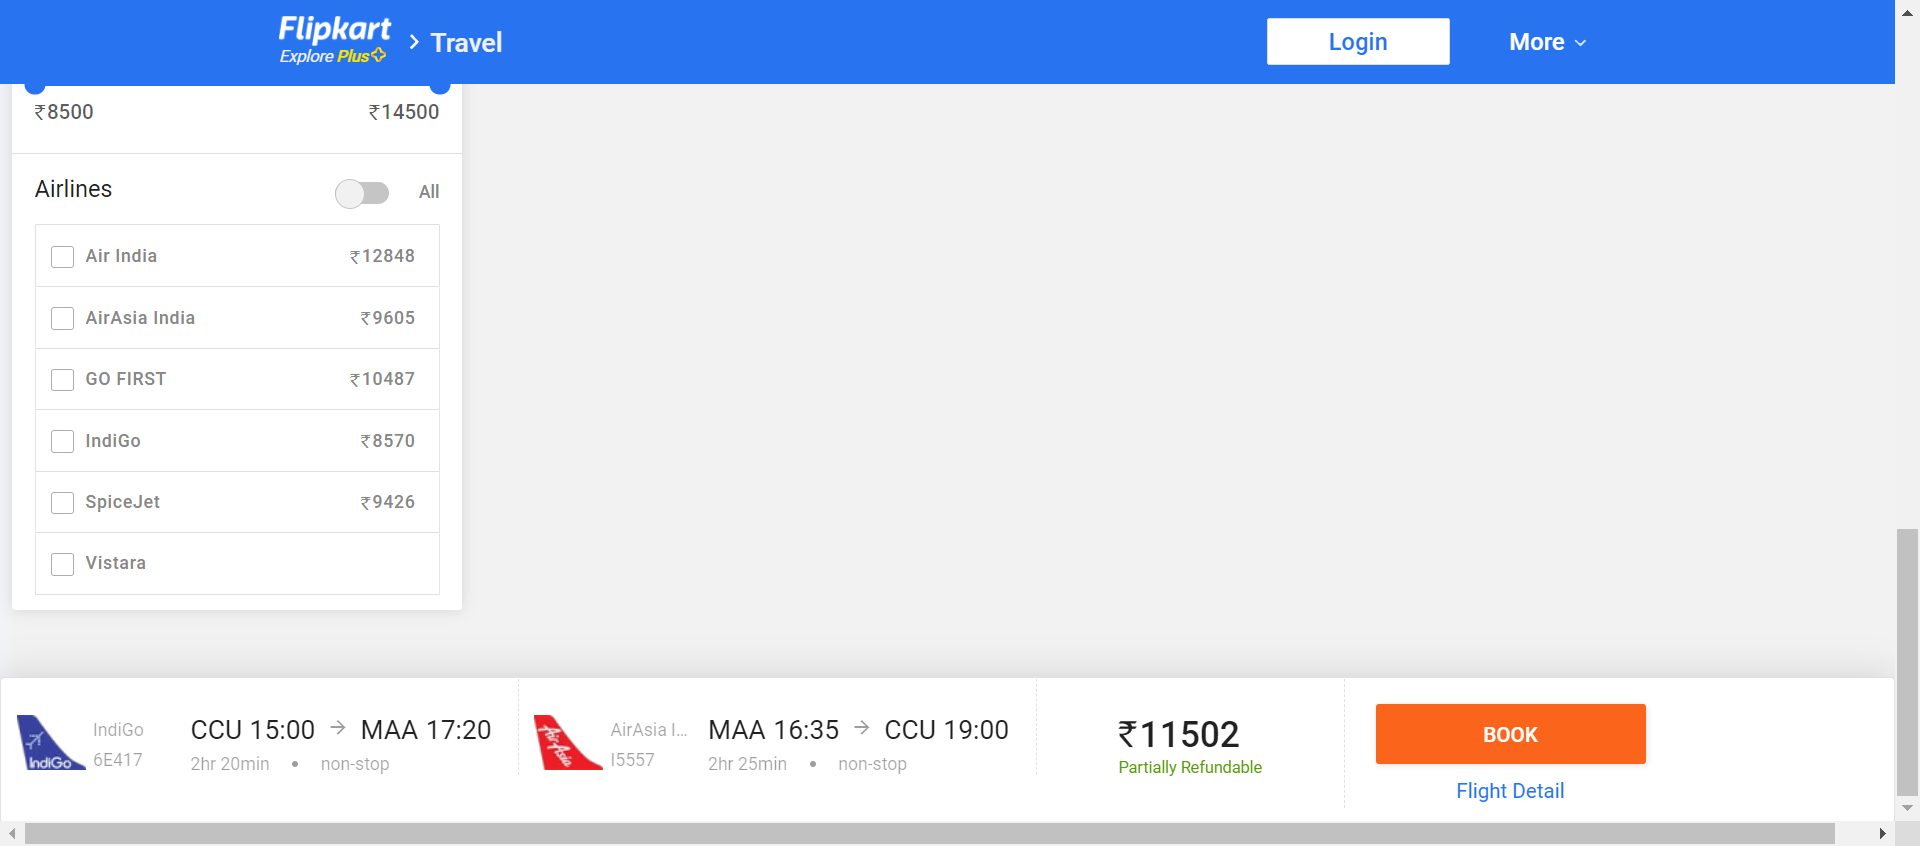 Flipkart
Explore Plus
Travel
Login
More
₹8500 ₹14500
Airlines All
Air India ₹12848
AirAsia India ₹9605
GO FIRST ₹10487
IndiGo ₹8570
SpiceJet ₹9426
Vistara
IndiGo
IndiGo
6E417
CCU 15:00 → MAA 17:20
2hr 20min • non-stop
AirAsia
AirAsia I...
I5557
MAA 16:35 → CCU 19:00
2hr 25min • non-stop
₹11502
Partially Refundable
BOOK
Flight Detail